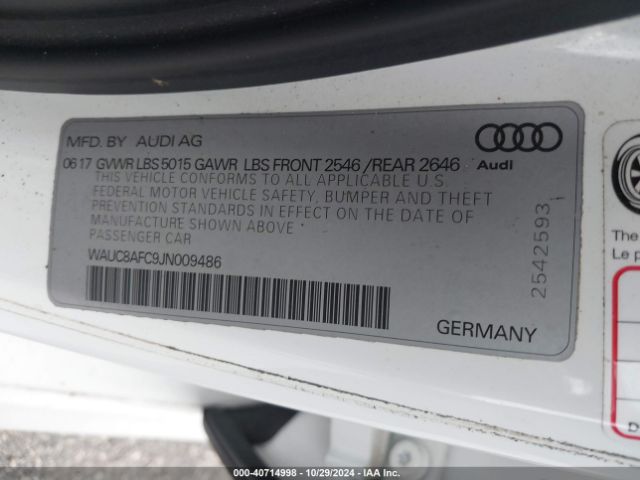 MFD. BY AUDI AG
06 17 GVWR LBS 5015 GAWR LBS FRONT 2546 /REAR 2646
Audi
THIS VEHICLE CONFORMS TO ALL APPLICABLE U.S.
FEDERAL MOTOR VEHICLE SAFETY, BUMPER AND THEFT
PREVENTION STANDARDS IN EFFECT ON THE DATE OF
MANUFACTURE SHOWN ABOVE
PASSENGER CAR
WAUC8AFC9JN009486
2542593
GERMANY
The
Le p
D
000-40714998 - 10/29/2024 - IAA Inc.